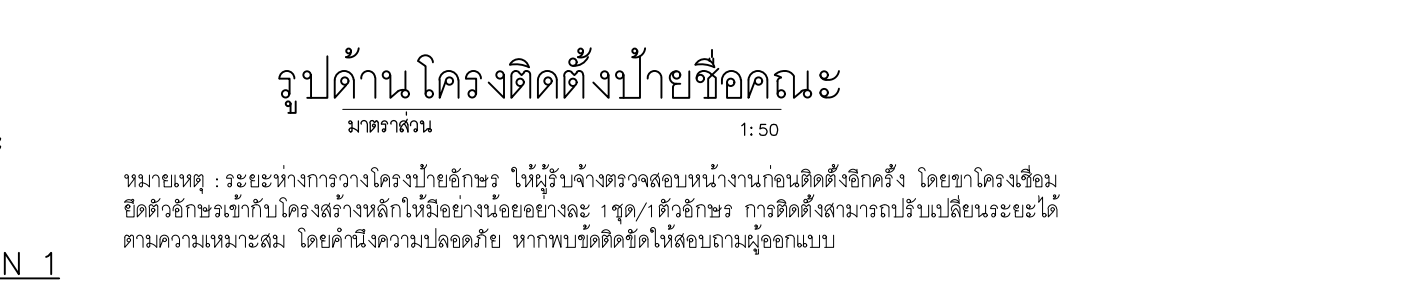 รูปด้านโครงติดตั้งป้ายชื่อคณะ
มาตราส่วน 1:50
หมายเหตุ : ระยะห่างการวางโครงป้ายอักษร ให้ผู้รับจ้างตรวจสอบหน้างานก่อนติดตั้งอีกครั้ง โดยขาโครงเชื่อม
ยึดตัวอักษรเข้ากับโครงสร้างหลักให้มีอย่างน้อยอย่างละ 1ชุด/1ตัวอักษร การติดตั้งสามารถปรับเปลี่ยนระยะได้
ตามความเหมาะสม โดยคำนึงความปลอดภัย หากพบข้ดติดขัดให้สอบถามผู้ออกแบบ
N 1